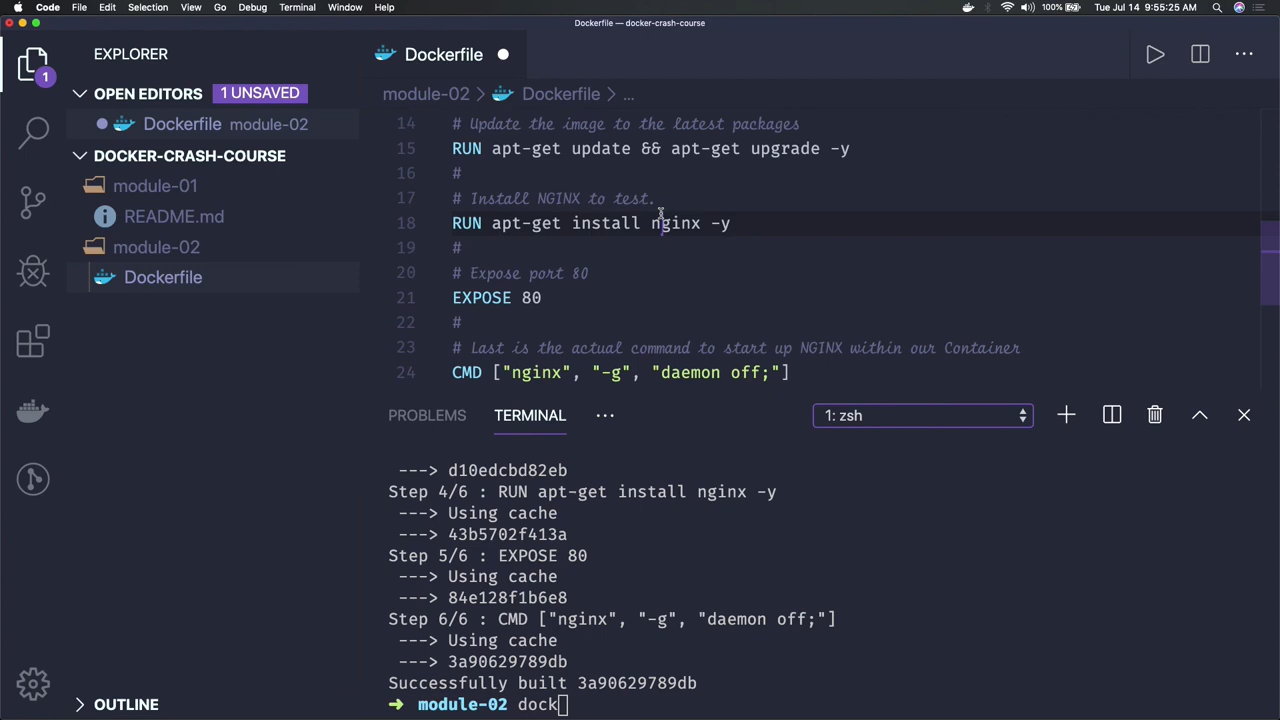 Code File Edit Selection View Go Debug Terminal Window Help 100% Tue Jul 14 9:55:25 AM
Dockerfile — docker-crash-course
EXPLORER
Dockerfile
1
OPEN EDITORS 1 UNSAVED
Dockerfile module-02
DOCKER-CRASH-COURSE
module-01
README.md
module-02
Dockerfile
OUTLINE
module-02 > Dockerfile > ...
14 # Update the image to the latest packages
15 RUN apt-get update && apt-get upgrade -y
16 #
17 # Install NGINX to test.
18 RUN apt-get install nginx -y
19 #
20 # Expose port 80
21 EXPOSE 80
22 #
23 # Last is the actual command to start up NGINX within our Container
24 CMD ["nginx", "-g", "daemon off;"]
PROBLEMS TERMINAL ... 1: zsh
---> d10edcbd82eb
Step 4/6 : RUN apt-get install nginx -y
---> Using cache
---> 43b5702f413a
Step 5/6 : EXPOSE 80
---> Using cache
---> 84e128f1b6e8
Step 6/6 : CMD ["nginx", "-g", "daemon off;"]
---> Using cache
---> 3a90629789db
Successfully built 3a90629789db
➜ module-02 dock